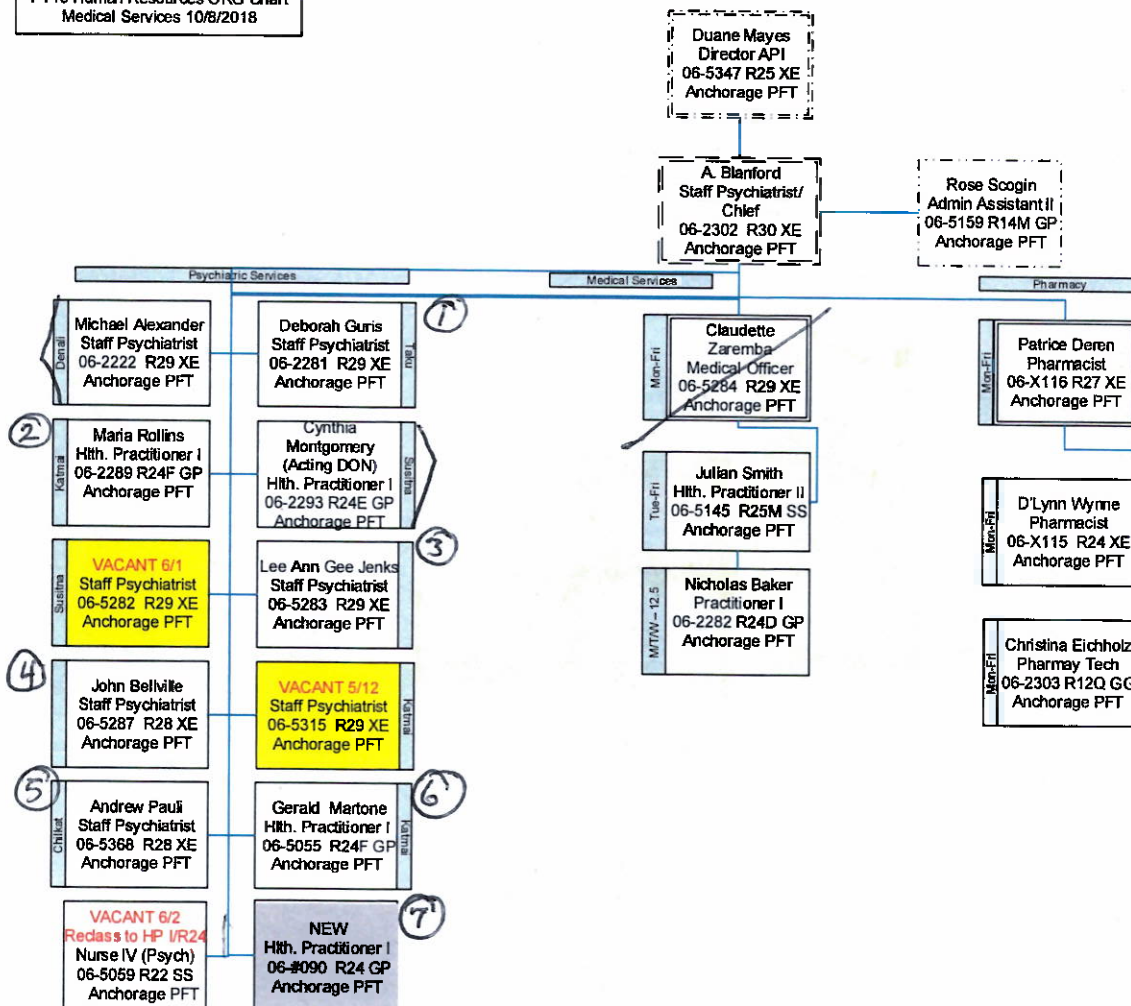 Human Resources ORG Chart
Medical Services 10/8/2018
Duane Mayes
Director API
06-5347 R25 XE
Anchorage PFT
A. Blanford
Staff Psychiatrist/
Chief
06-2302 R30 XE
Anchorage PFT
Rose Scogin
Admin Assistant II
06-5159 R14M GP
Anchorage PFT
Psychiatric Services
Medical Services
Pharmacy
Denali
Michael Alexander
Staff Psychiatrist
06-2222 R29 XE
Anchorage PFT
Deborah Guris
Staff Psychiatrist
06-2281 R29 XE
Anchorage PFT
Taku
1
2
Katmai
Maria Rollins
Hlth. Practitioner I
06-2289 R24F GP
Anchorage PFT
Cynthia
Montgomery
(Acting DON)
Hlth. Practitioner I
06-2293 R24E GP
Anchorage PFT
Susitna
Susitna
VACANT 6/1
Staff Psychiatrist
06-5282 R29 XE
Anchorage PFT
3
Lee Ann Gee Jenks
Staff Psychiatrist
06-5283 R29 XE
Anchorage PFT
4
John Bellville
Staff Psychiatrist
06-5287 R28 XE
Anchorage PFT
VACANT 5/12
Staff Psychiatrist
06-5315 R29 XE
Anchorage PFT
Katmai
5
Chilkat
Andrew Pauli
Staff Psychiatrist
06-5368 R28 XE
Anchorage PFT
6
Gerald Martone
Hlth. Practitioner I
06-5055 R24F GP
Anchorage PFT
Katmai
VACANT 6/2
Reclass to HP I/R24
Nurse IV (Psych)
06-5059 R22 SS
Anchorage PFT
7
NEW
Hlth. Practitioner I
06-#090 R24 GP
Anchorage PFT
Mon-Fri
Claudette
Zaremba
Medical Officer
06-5284 R29 XE
Anchorage PFT
Tue-Fri
Julian Smith
Hlth. Practitioner II
06-5145 R25M SS
Anchorage PFT
M/T/W – 12.5
Nicholas Baker
Practitioner I
06-2282 R24D GP
Anchorage PFT
Mon-Fri
Patrice Deren
Pharmacist
06-X116 R27 XE
Anchorage PFT
Mon-Fri
D'Lynn Wynne
Pharmacist
06-X115 R24 XE
Anchorage PFT
Mon-Fri
Christina Eichholz
Pharmay Tech
06-2303 R12Q GG
Anchorage PFT